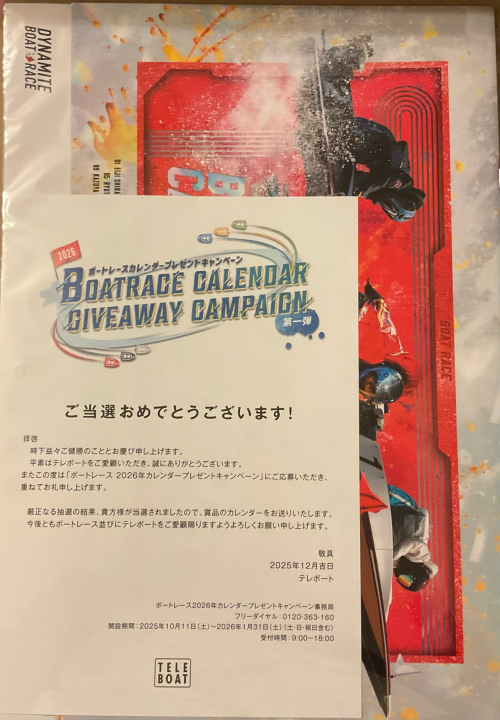 DYNAMITE
BOAT RACE
BOAT RACE
2026
ボートレースカレンダープレゼントキャンペーン
BOATRACE CALENDAR
GIVEAWAY CAMPAIGN
第一弾
ご当選おめでとうございます!
拝啓
時下益々ご健勝のこととお慶び申し上げます。
平素はテレボートをご愛顧いただき、誠にありがとうございます。
またこの度は「ボートレース 2026年カレンダープレゼントキャンペーン」にご応募いただき、
重ねてお礼申し上げます。
厳正なる抽選の結果、貴方様が当選されましたので、賞品のカレンダーをお送りいたします。
今後ともボートレース並びにテレボートをご愛顧賜りますようよろしくお願い申し上げます。
敬具
2025年12月吉日
テレボート
ボートレース2026年カレンダープレゼントキャンペーン事務局
フリーダイヤル:0120-363-160
開設期間:2025年10月11日(土)~2026年1月31日(土)(土・日・祝日含む)
受付時間:9:00~18:00
TELE
BOAT